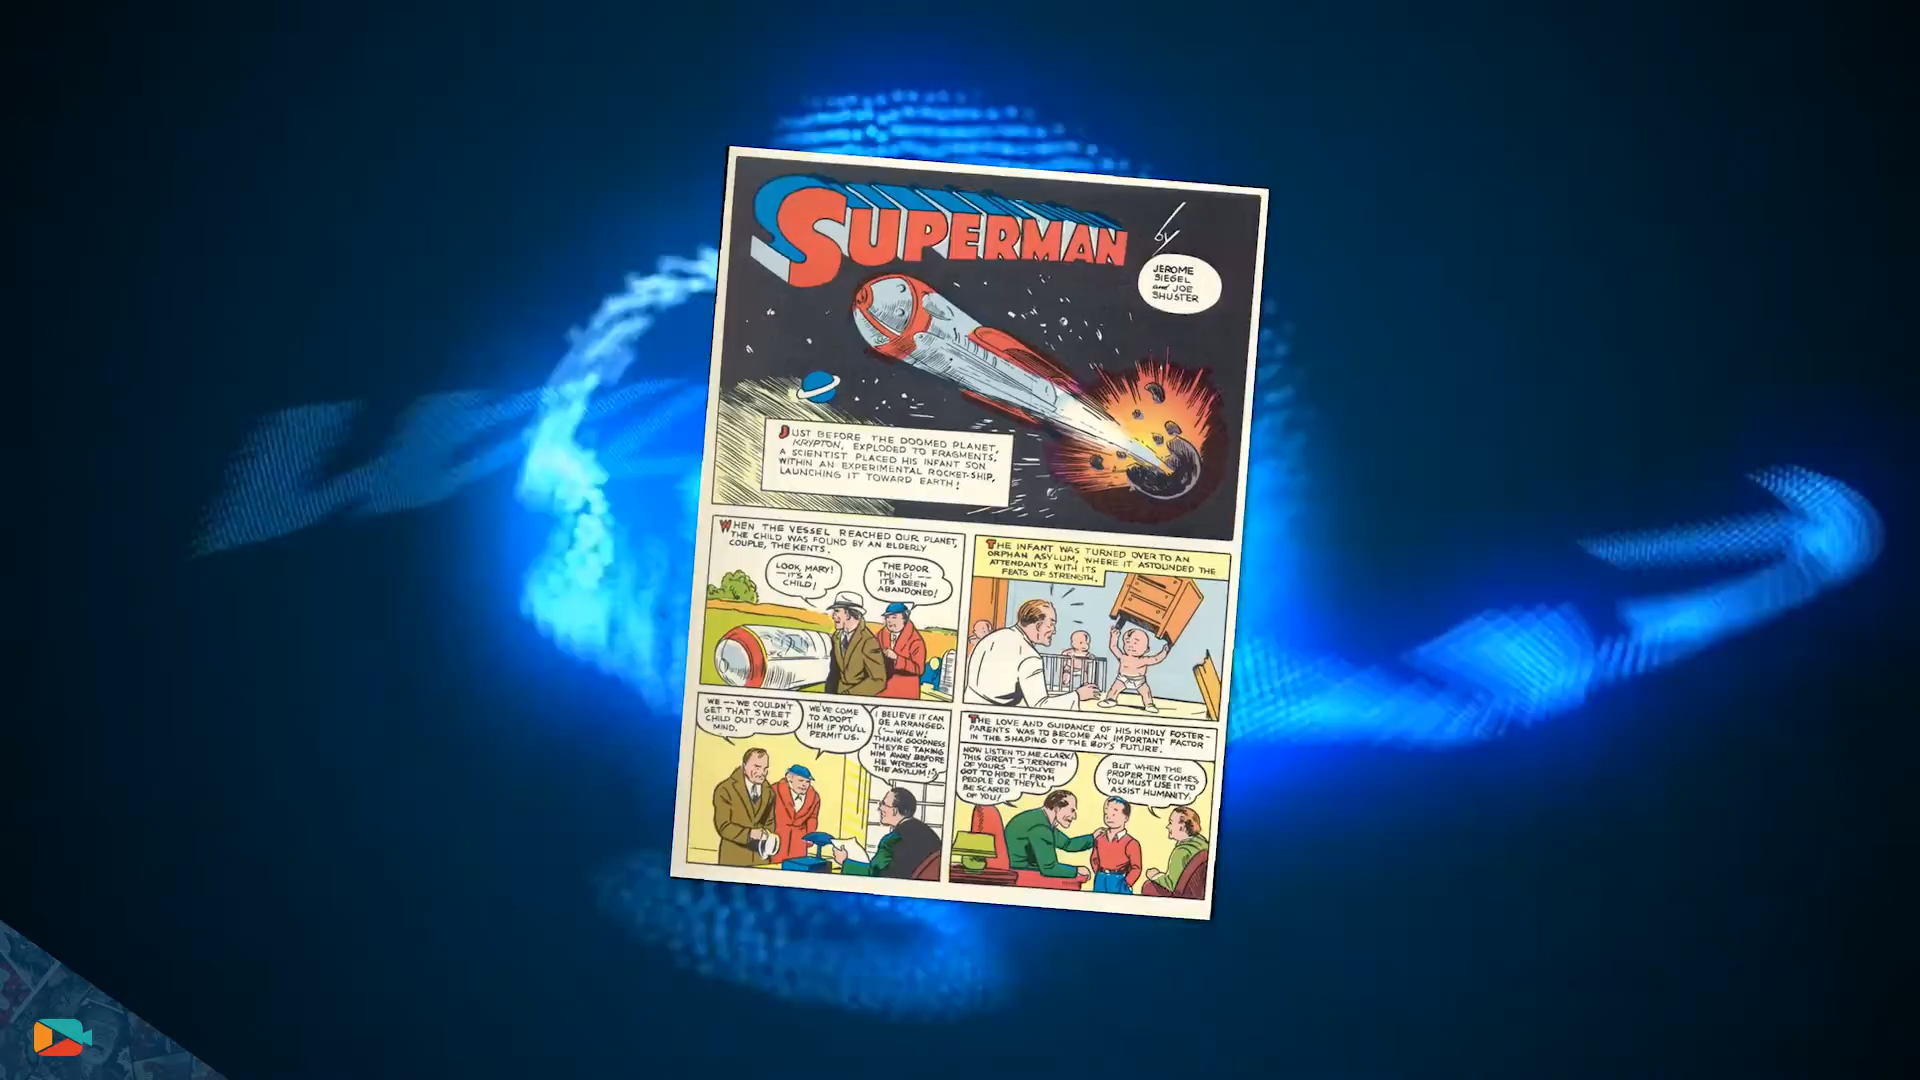 SUPERMAN
by
JEROME
SIEGEL
and JOE
SHUSTER
JUST BEFORE THE DOOMED PLANET,
KRYPTON, EXPLODED TO FRAGMENTS,
A SCIENTIST PLACED HIS INFANT SON
WITHIN AN EXPERIMENTAL ROCKET-SHIP,
LAUNCHING IT TOWARD EARTH!
WHEN THE VESSEL REACHED OUR PLANET,
THE CHILD WAS FOUND BY AN ELDERLY
COUPLE, THE KENTS.
LOOK, MARY!
—IT'S A
CHILD!
THE POOR
THING! ——
IT'S BEEN
ABANDONED!
THE INFANT WAS TURNED OVER TO AN
ORPHAN ASYLUM, WHERE IT ASTOUNDED THE
ATTENDANTS WITH ITS
FEATS OF STRENGTH.
WE——WE COULDN'T
GET THAT SWEET
CHILD OUT OF OUR
MIND.
WE'VE COME
TO ADOPT
HIM IF YOU'LL
PERMIT US.
I BELIEVE IT CAN
BE ARRANGED.
(—WHEW!
THANK GOODNESS
THEY'RE TAKING
HIM AWAY BEFORE
HE WRECKS
THE ASYLUM!)
THE LOVE AND GUIDANCE OF HIS KINDLY FOSTER-
PARENTS WAS TO BECOME AN IMPORTANT FACTOR
IN THE SHAPING OF THE BOY'S FUTURE.
NOW LISTEN TO ME, CLARK!
THIS GREAT STRENGTH
OF YOURS ——YOU'VE
GOT TO HIDE IT FROM
PEOPLE OR THEY'LL
BE SCARED
OF YOU!
BUT WHEN THE
PROPER TIME COMES,
YOU MUST USE IT TO
ASSIST HUMANITY.